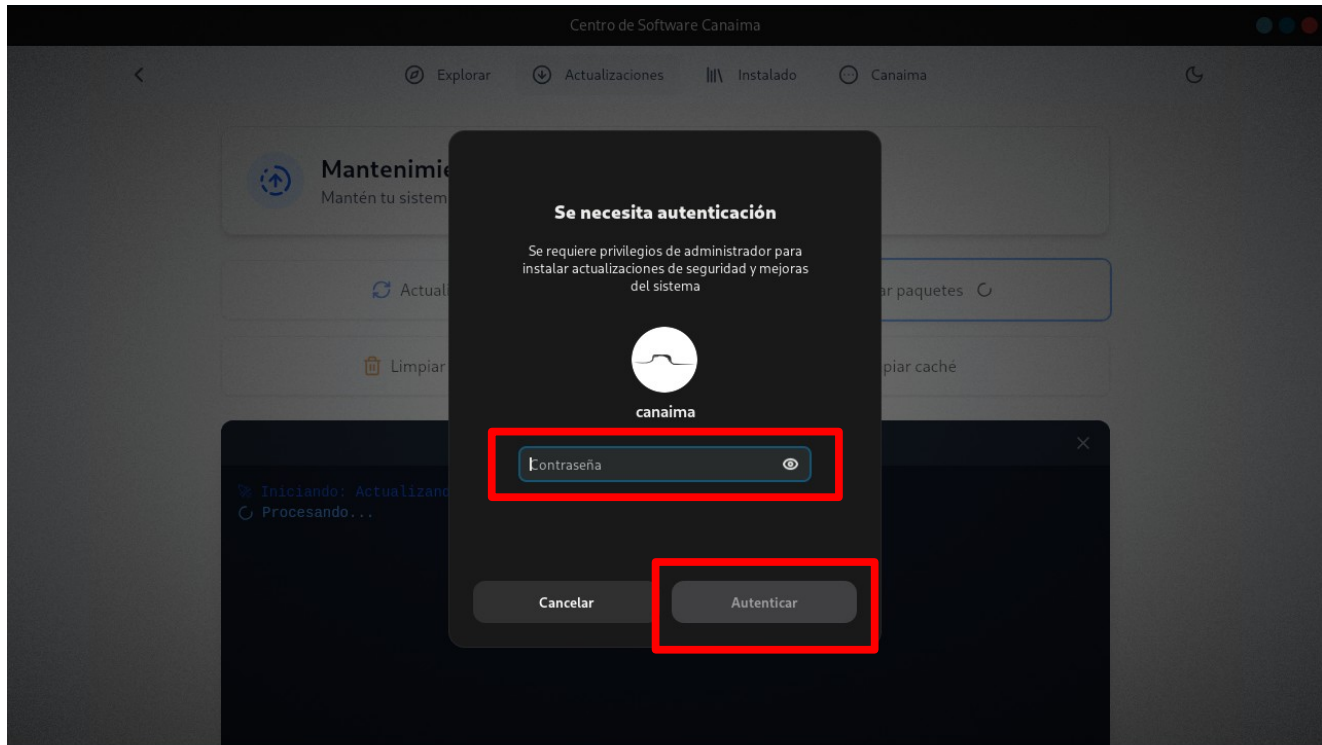 Centro de Software Canaima
Explorar Actualizaciones Instalado Canaima
Mantenimie
Mantén tu sistem
Se necesita autenticación
Se requiere privilegios de administrador para
instalar actualizaciones de seguridad y mejoras
del sistema
Actuali
ar paquetes
Limpiar
piar caché
canaima
Contraseña
Iniciando: Actualizand
Procesando...
Cancelar Autenticar